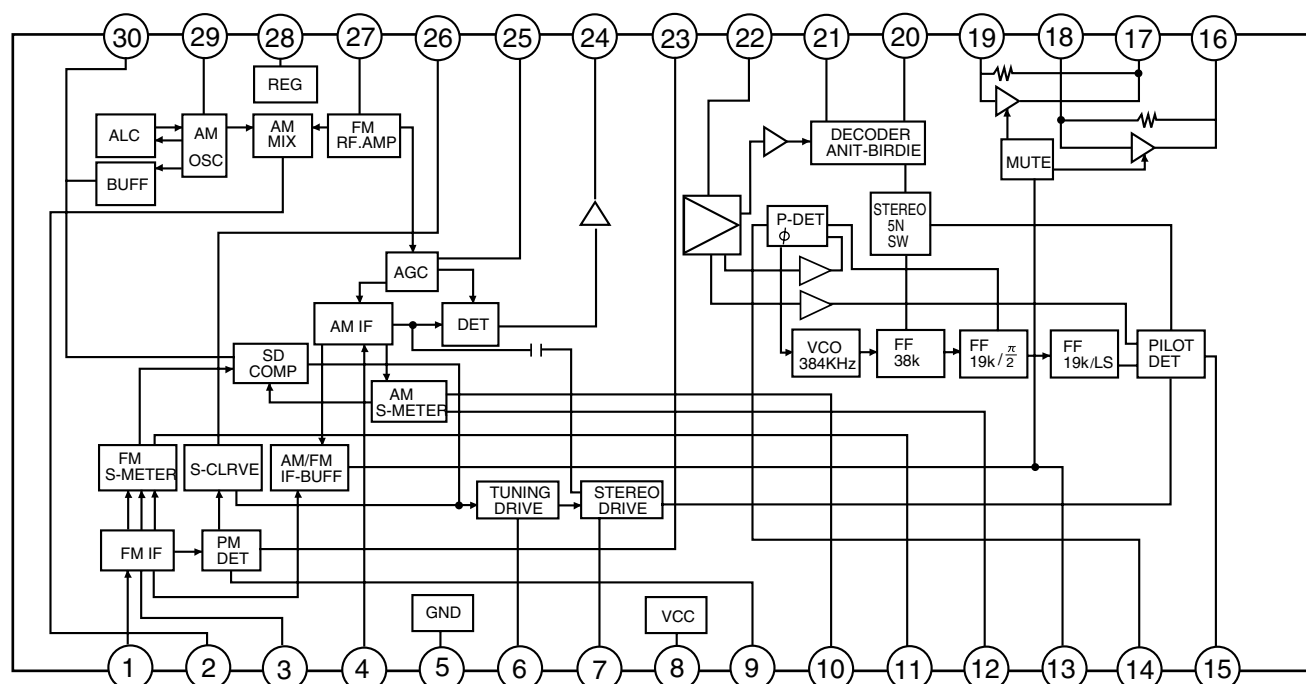 30 29 28 27 26 25 24 23 22 21 20 19 18 17 16
REG
ALC
AM
OSC
AM
MIX
FM
RF.AMP
DECODER
ANIT-BIRDIE
MUTE
BUFF
STEREO
5N
SW
P-DET
ϕ
AGC
AM IF
DET
SD
COMP
VCO
384KHz
FF
38k
FF
19k/π/2
FF
19k/LS
PILOT
DET
AM
S-METER
FM
S-METER
S-CLRVE
AM/FM
IF-BUFF
TUNING
DRIVE
STEREO
DRIVE
FM IF
PM
DET
GND
VCC
1 2 3 4 5 6 7 8 9 10 11 12 13 14 15